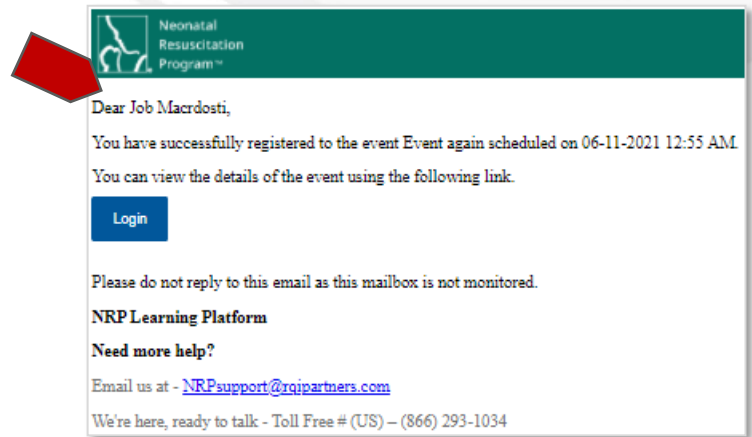 Neonatal
Resuscitation
Program™
Dear Job Macrdosti,
You have successfully registered to the event Event again scheduled on 06-11-2021 12:55 AM.
You can view the details of the event using the following link.
Login
Please do not reply to this email as this mailbox is not monitored.
NRP Learning Platform
Need more help?
Email us at - NRPsupport@rqipartners.com
We're here, ready to talk - Toll Free # (US) – (866) 293-1034